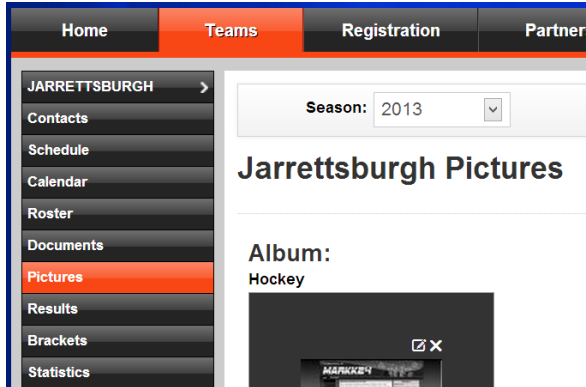 Home Teams Registration Partner
JARRETTSBURGH
Contacts
Schedule
Calendar
Roster
Documents
Pictures
Results
Brackets
Statistics
Season: 2013
Jarrettsburgh Pictures
Album:
Hockey